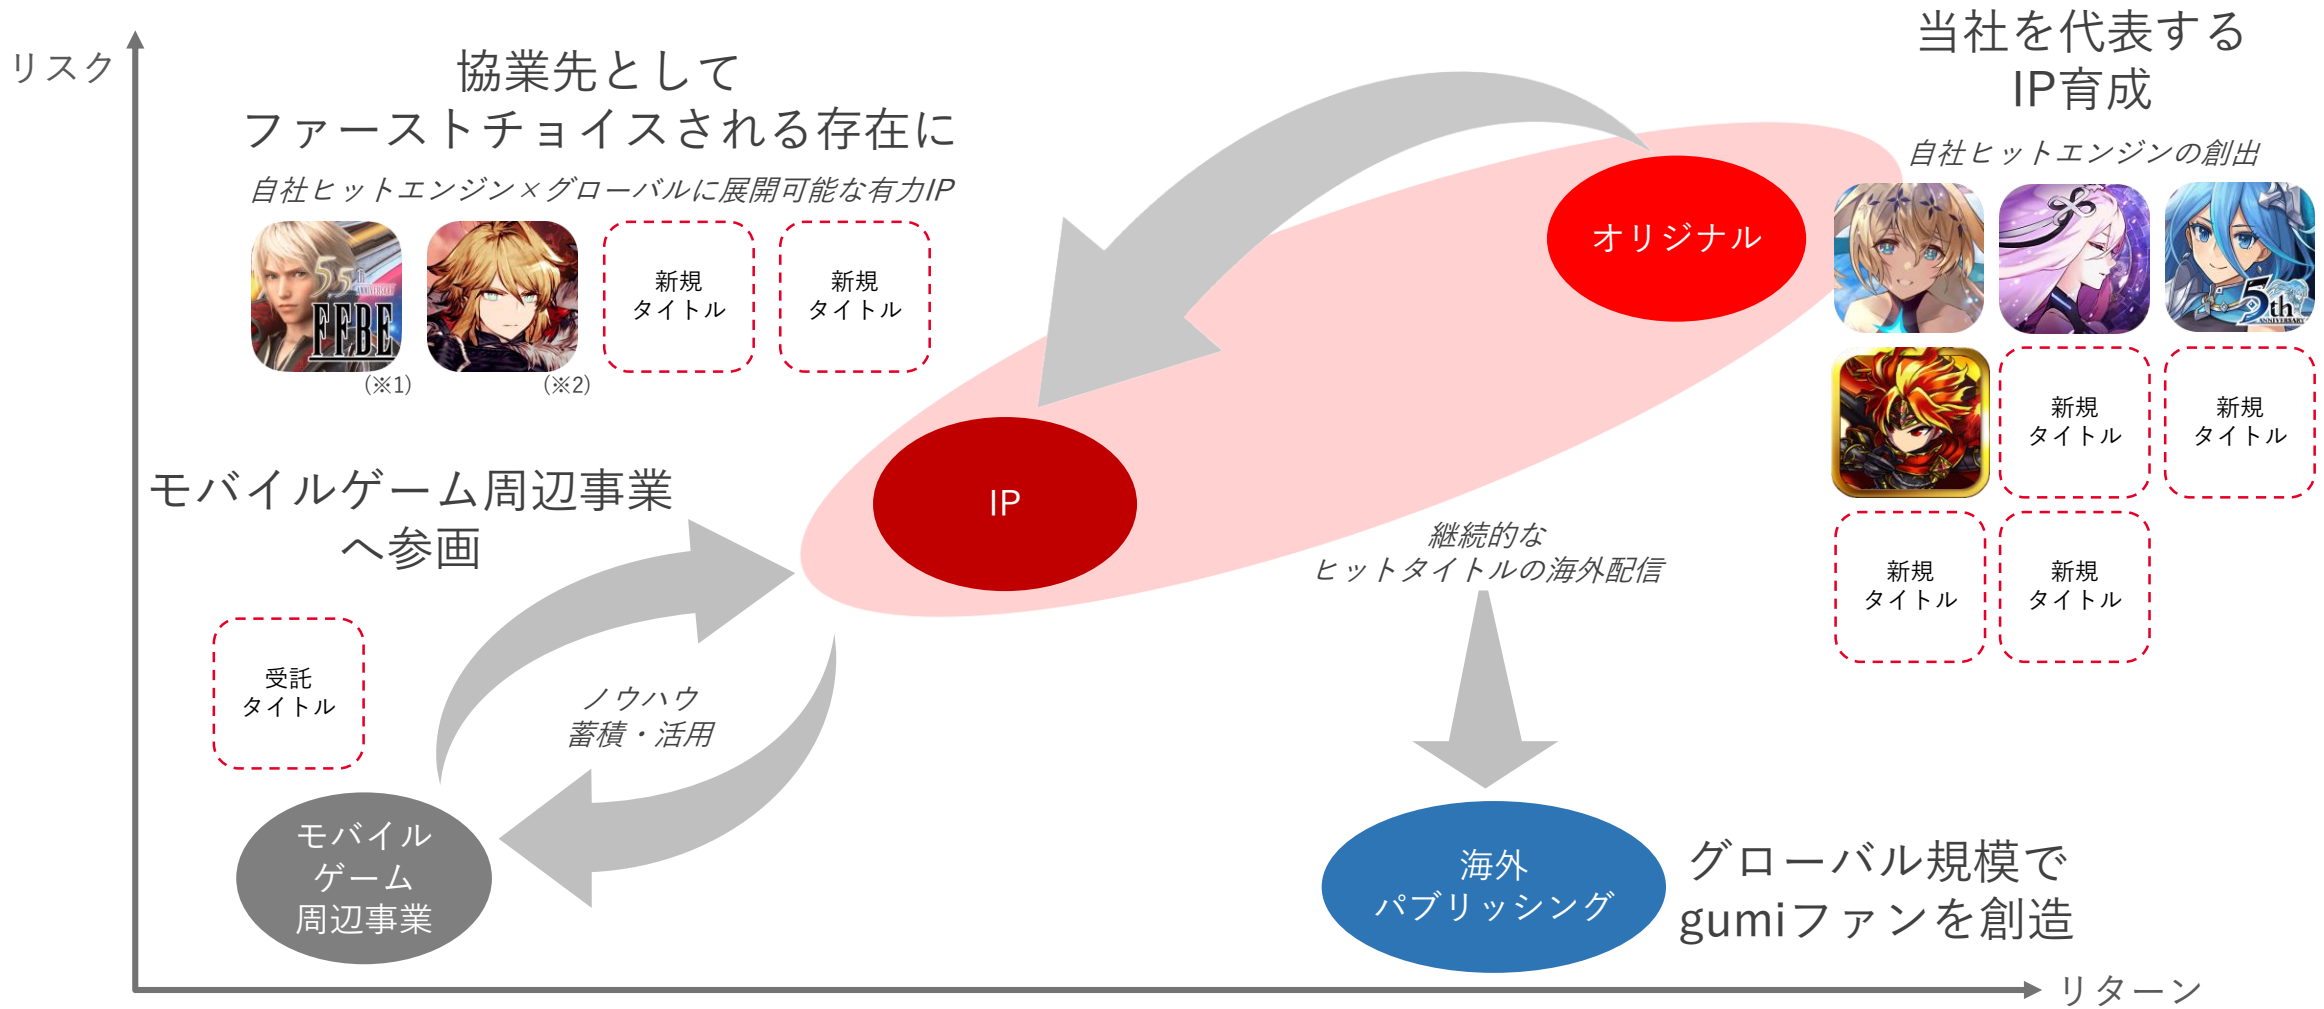 リスク
協業先として
ファーストチョイスされる存在に
自社ヒットエンジン×グローバルに展開可能な有力IP
55th
ANNIVERSARY
FFBE
(※1)
(※2)
新規
タイトル
新規
タイトル
当社を代表する
IP育成
自社ヒットエンジンの創出
5th
ANNIVERSARY
新規
タイトル
新規
タイトル
新規
タイトル
新規
タイトル
オリジナル
IP
モバイルゲーム周辺事業
へ参画
受託
タイトル
ノウハウ
蓄積・活用
モバイル
ゲーム
周辺事業
継続的な
ヒットタイトルの海外配信
海外
パブリッシング
グローバル規模で
gumiファンを創造
リターン